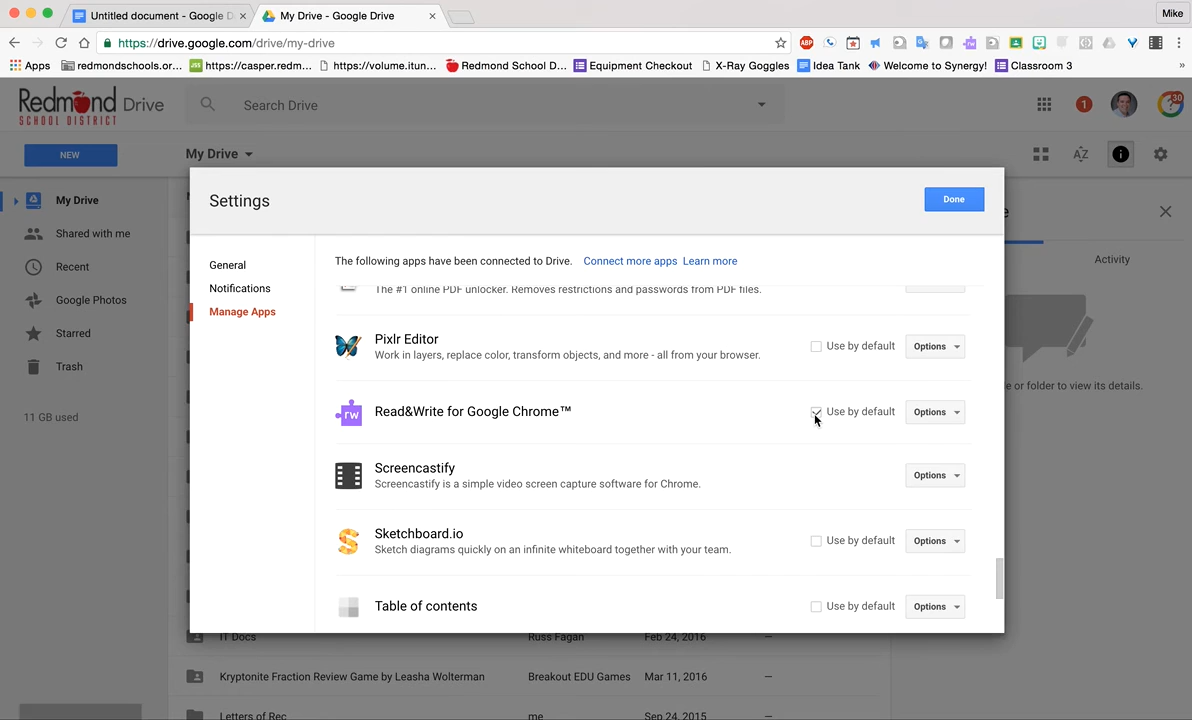 Untitled document - Google D
My Drive - Google Drive
Mike
https://drive.google.com/drive/my-drive
Apps
redmondschools.or...
https://casper.redm...
https://volume.itun...
Redmond School D...
Equipment Checkout
X-Ray Goggles
Idea Tank
Welcome to Synergy!
Classroom 3
»
Redmond
SCHOOL DISTRICT
Drive
Search Drive
1
30
NEW
My Drive
My Drive
Shared with me
Recent
Google Photos
Starred
Trash
11 GB used
Settings
Done
General
Notifications
Manage Apps
The following apps have been connected to Drive. Connect more apps Learn more
The #1 online PDF unlocker. Removes restrictions and passwords from PDF files.
Pixlr Editor
Work in layers, replace color, transform objects, and more - all from your browser.
Use by default
Options
Read&Write for Google Chrome™
Use by default
Options
Screencastify
Screencastify is a simple video screen capture software for Chrome.
Options
Sketchboard.io
Sketch diagrams quickly on an infinite whiteboard together with your team.
Use by default
Options
Table of contents
Use by default
Options
Activity
e or folder to view its details.
IT Docs Russ Fagan Feb 24, 2016 —
Kryptonite Fraction Review Game by Leasha Wolterman Breakout EDU Games Mar 11, 2016 —
Letters of Rec me Sep 24, 2015 —